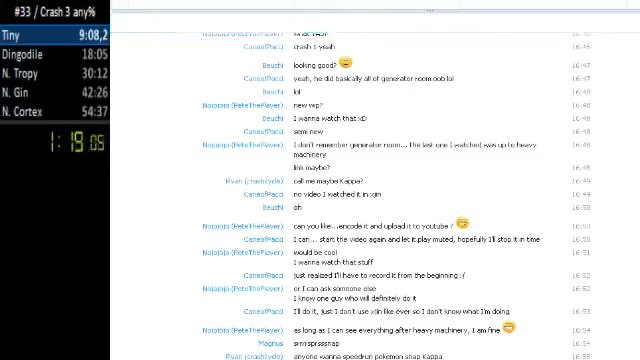 #33 / Crash 3 any%
Tiny 9:08,2
Dingodile 18:05
N. Tropy 30:12
N. Gin 42:26
N. Cortex 54:37
1:19.05
Nojojojo (PeteThePlayer) what
CaneofPacci crash 1 yeah 16:46
Beuchi looking good? 16:47
CaneofPacci yeah, he did basically all of generator room oob lol 16:47
Beuchi lol 16:48
Nojojojo (PeteThePlayer) new wip? 16:48
Beuchi I wanna watch that xD 16:48
CaneofPacci semi new 16:48
Nojojojo (PeteThePlayer) I don't remember generator room... the last one I watched was up to heavy 16:48
machinery
link maybe? 16:48
Ryan (crashcycle) call me maybe Kappa? 16:49
CaneofPacci no video I watched it in xjin 16:49
Beuchi oh 16:50
Nojojojo (PeteThePlayer) can you like...encode it and upload it to youtube ? 16:50
CaneofPacci I can... start the video again and let it play muted, hopefully I'll stop it in time 16:50
Nojojojo (PeteThePlayer) would be cool 16:51
I wanna watch that stuff
CaneofPacci just realized I'll have to record it from the beginning :/ 16:52
Nojojojo (PeteThePlayer) or I can ask someone else 16:52
I know one guy who will definitely do it
CaneofPacci I'll do it, just I don't use xjin like ever so I don't know what I'm doing 16:53
Nojojojo (PeteThePlayer) as long as I can see everything after heavy machinery, I am fine 16:54
Magnus 16:54
Ryan (crashcycle) anyone wanna speedrun pokemon snap Kappa 16:55